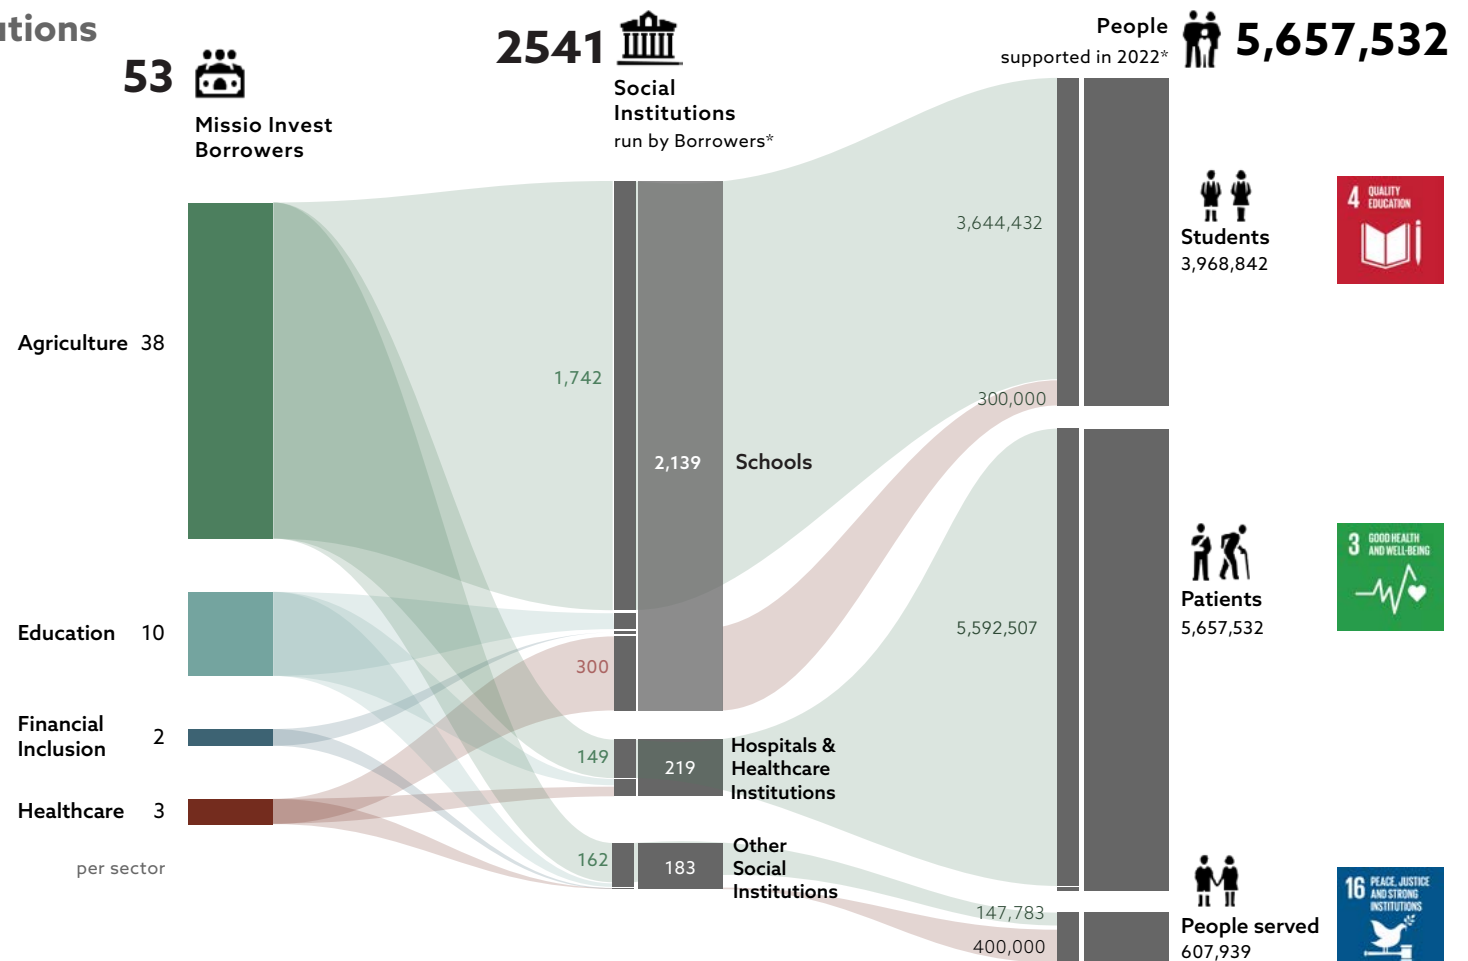 53
Missio Invest
Borrowers
2541
Social
Institutions
run by Borrowers*
People
supported in 2022*
5,657,532
Agriculture 38
Education 10
Financial
Inclusion 2
Healthcare 3
per sector
1,742
300
149
162
2,139
Schools
219
Hospitals &
Healthcare
Institutions
183
Other
Social
Institutions
3,644,432
300,000
5,592,507
147,783
400,000
Students
3,968,842
Patients
5,657,532
People served
607,939
4 QUALITY
EDUCATION
3 GOOD HEALTH
AND WELL-BEING
16 PEACE, JUSTICE
AND STRONG
INSTITUTIONS